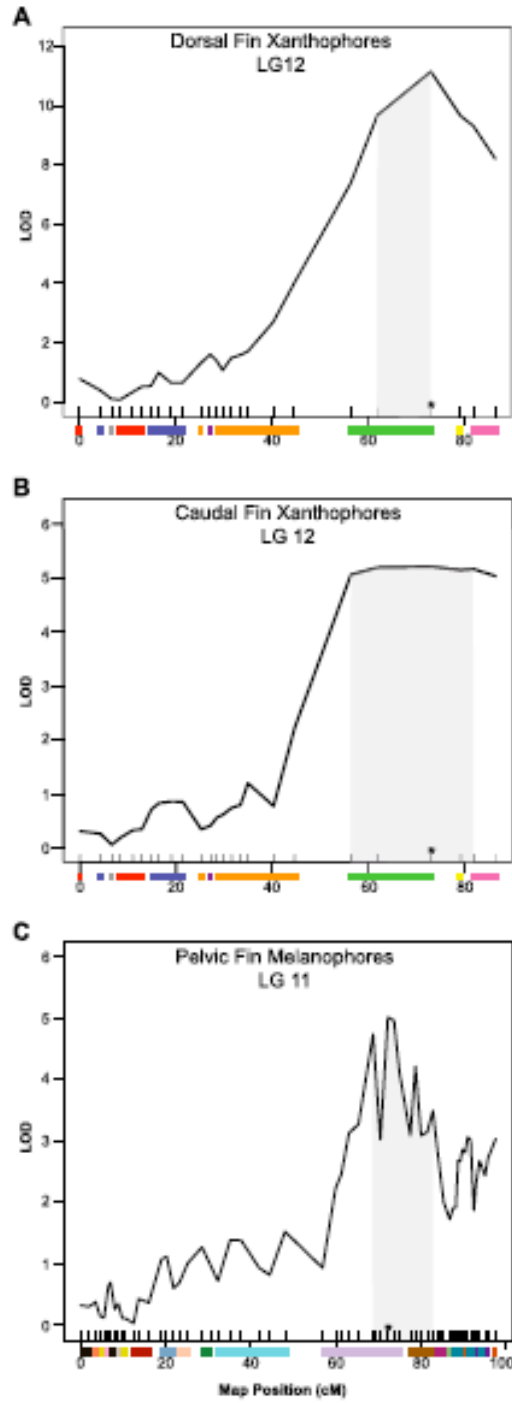 A
Dorsal Fin Xanthophores
LG12
12
10
8
6
4
2
0
LOD
*
0 20 40 60 80
B
Caudal Fin Xanthophores
LG 12
6
5
4
3
2
1
0
LOD
*
0 20 40 60 80
C
Pelvic Fin Melanophores
LG 11
6
5
4
3
2
1
0
LOD
*
0 20 40 60 80 100
Map Position (cM)